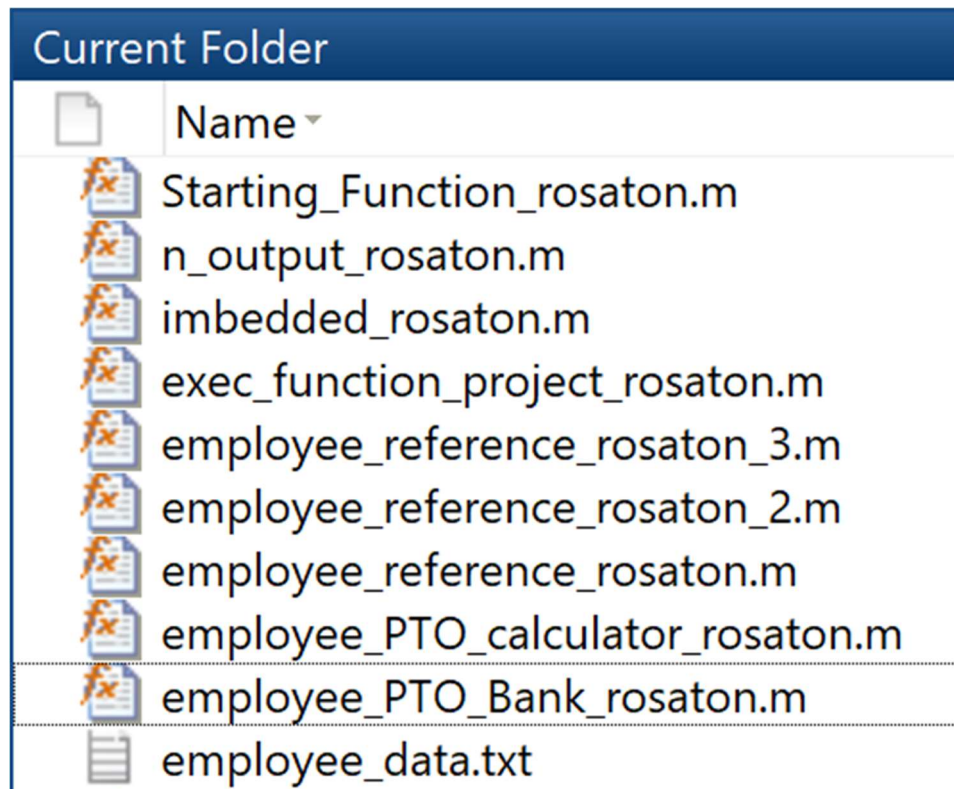 Current Folder
Name
Starting_Function_rosaton.m
n_output_rosaton.m
imbedded_rosaton.m
exec_function_project_rosaton.m
employee_reference_rosaton_3.m
employee_reference_rosaton_2.m
employee_reference_rosaton.m
employee_PTO_calculator_rosaton.m
employee_PTO_Bank_rosaton.m
employee_data.txt